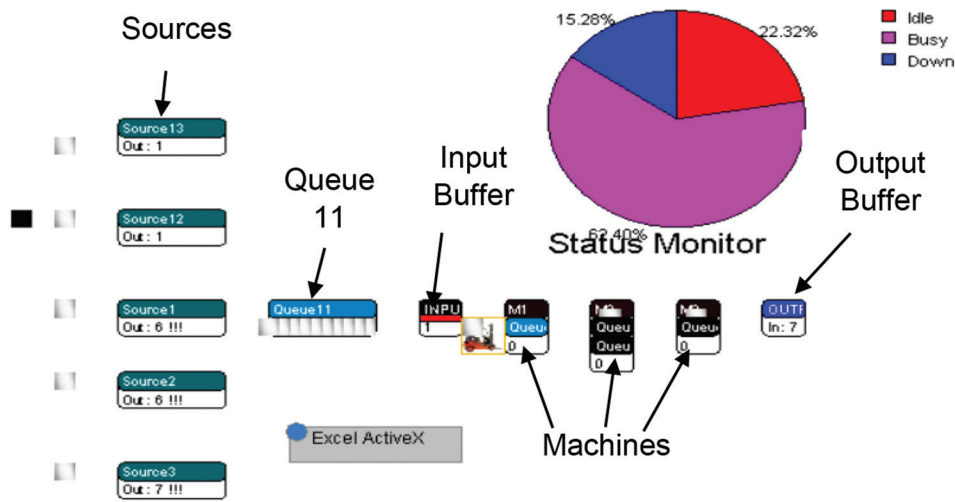 Sources
15.28%
22.32%
Idle
Busy
Down
Source13
Out : 1
Input
Buffer
Output
Buffer
Queue
11
Source12
Out : 1
62.40%
Status Monitor
Source1
Out : 6 !!!
Queue11
INPU
1
M1
Queu
0
Queu
Queu
0
Queu
0
OUTF
In: 7
Source2
Out : 6 !!!
Excel ActiveX
Machines
Source3
Out : 7 !!!